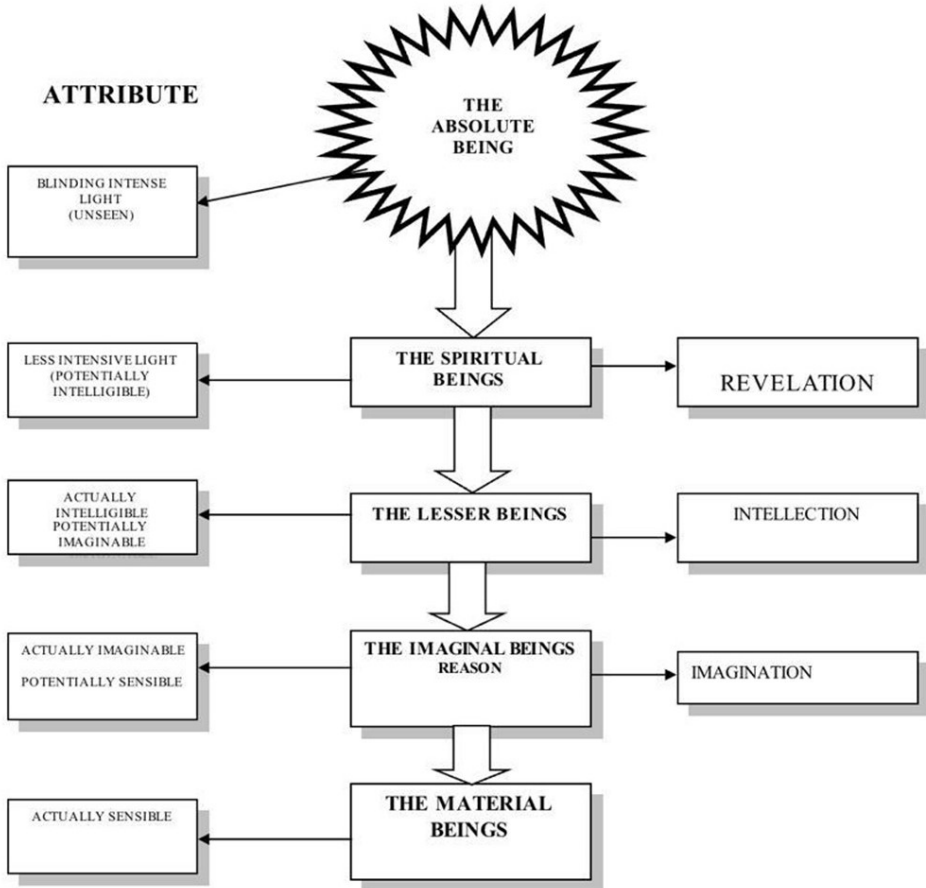 ATTRIBUTE
THE
ABSOLUTE
BEING
BLINDING INTENSE
LIGHT
(UNSEEN)
LESS INTENSIVE LIGHT
(POTENTIALLY
INTELLIGIBLE)
THE SPIRITUAL
BEINGS
REVELATION
ACTUALLY
INTELLIGIBLE
POTENTIALLY
IMAGINABLE
THE LESSER BEINGS
INTELLECTION
ACTUALLY IMAGINABLE
POTENTIALLY SENSIBLE
THE IMAGINAL BEINGS
REASON
IMAGINATION
ACTUALLY SENSIBLE
THE MATERIAL
BEINGS